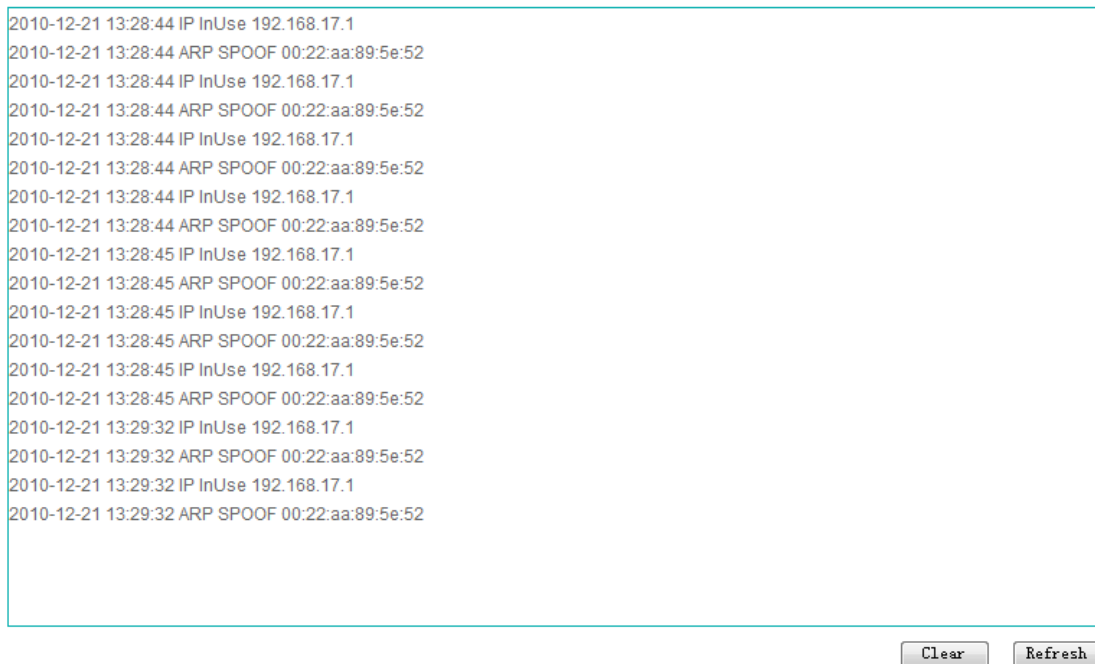 2010-12-21 13:28:44 IP InUse 192.168.17.1
2010-12-21 13:28:44 ARP SPOOF 00:22:aa:89:5e:52
2010-12-21 13:28:44 IP InUse 192.168.17.1
2010-12-21 13:28:44 ARP SPOOF 00:22:aa:89:5e:52
2010-12-21 13:28:44 IP InUse 192.168.17.1
2010-12-21 13:28:44 ARP SPOOF 00:22:aa:89:5e:52
2010-12-21 13:28:44 IP InUse 192.168.17.1
2010-12-21 13:28:44 ARP SPOOF 00:22:aa:89:5e:52
2010-12-21 13:28:45 IP InUse 192.168.17.1
2010-12-21 13:28:45 ARP SPOOF 00:22:aa:89:5e:52
2010-12-21 13:28:45 IP InUse 192.168.17.1
2010-12-21 13:28:45 ARP SPOOF 00:22:aa:89:5e:52
2010-12-21 13:28:45 IP InUse 192.168.17.1
2010-12-21 13:28:45 ARP SPOOF 00:22:aa:89:5e:52
2010-12-21 13:29:32 IP InUse 192.168.17.1
2010-12-21 13:29:32 ARP SPOOF 00:22:aa:89:5e:52
2010-12-21 13:29:32 IP InUse 192.168.17.1
2010-12-21 13:29:32 ARP SPOOF 00:22:aa:89:5e:52
Clear Refresh